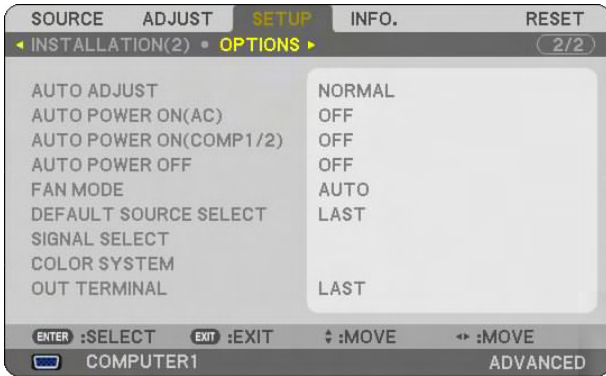 SOURCE ADJUST SETUP INFO. RESET
INSTALLATION(2) • OPTIONS 2/2
AUTO ADJUST NORMAL
AUTO POWER ON(AC) OFF
AUTO POWER ON(COMP1/2) OFF
AUTO POWER OFF OFF
FAN MODE AUTO
DEFAULT SOURCE SELECT LAST
SIGNAL SELECT
COLOR SYSTEM
OUT TERMINAL LAST
ENTER :SELECT EXIT :EXIT :MOVE :MOVE
COMPUTER1 ADVANCED